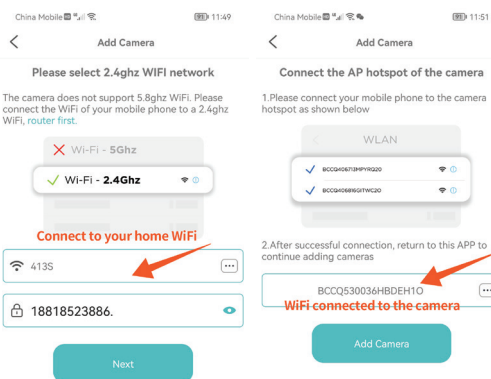 China Mobile 11:49
Add Camera
Please select 2.4ghz WIFI network
The camera does not support 5.8ghz WiFi. Please
connect the WiFi of your mobile phone to a 2.4ghz
WiFi, router first.
Wi-Fi - 5Ghz
Wi-Fi - 2.4Ghz
Connect to your home WiFi
413S
18818523886.
Next
China Mobile 11:51
Add Camera
Connect the AP hotspot of the camera
1.Please connect your mobile phone to the camera
hotspot as shown below
WLAN
BCCQ406713MPYRQ20
BCCQ406816GITWC20
2.After successful connection, return to this APP to
continue adding cameras
BCCQ530036HBDEH1O
WiFi connected to the camera
Add Camera